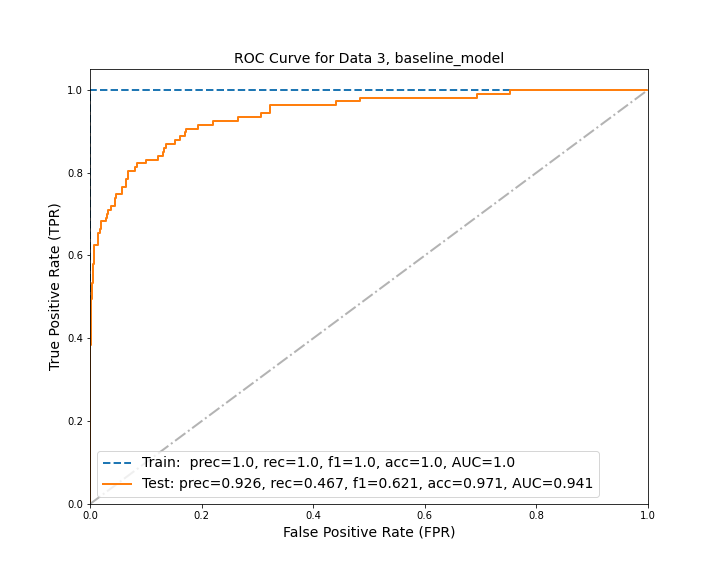 ROC Curve for Data 3, baseline_model
1.0
0.8
0.6
0.4
0.2
0.0
True Positive Rate (TPR)
Train:  prec=1.0, rec=1.0, f1=1.0, acc=1.0, AUC=1.0
Test: prec=0.926, rec=0.467, f1=0.621, acc=0.971, AUC=0.941
0.0 0.2 0.4 0.6 0.8 1.0
False Positive Rate (FPR)